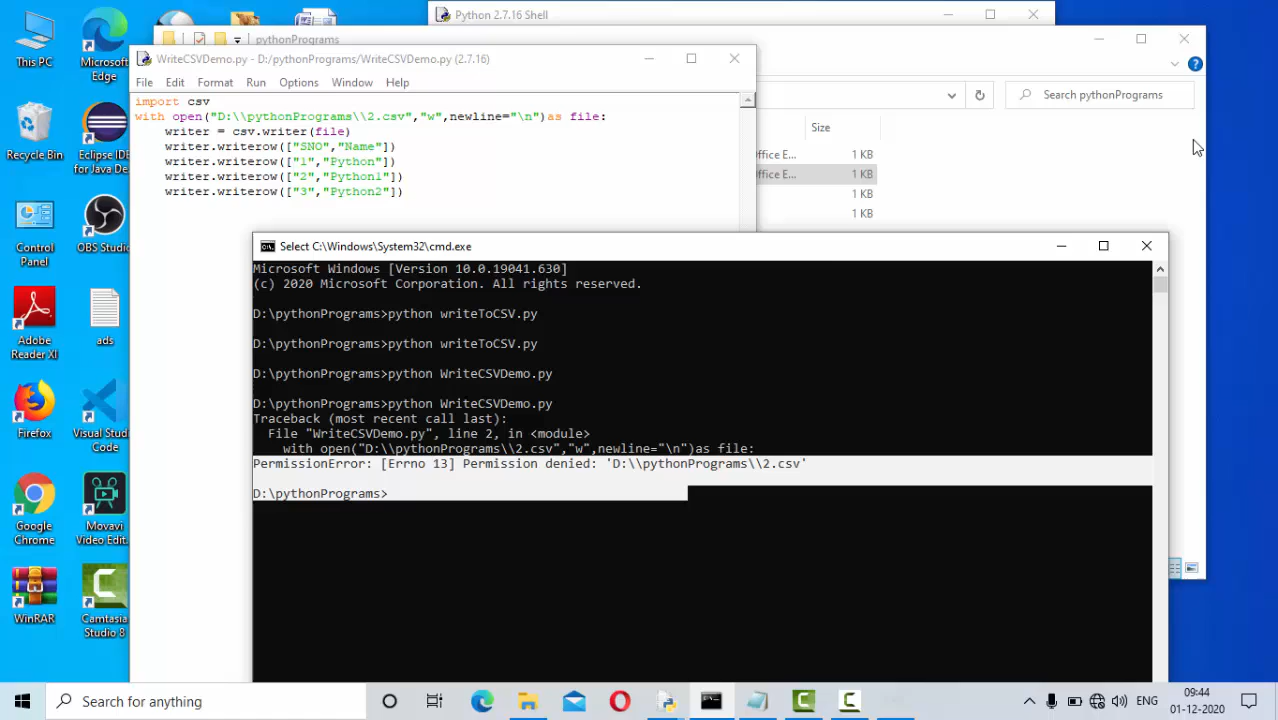 This PC
Recycle Bin
Control
Panel
Adobe
Reader XI
Firefox
Google
Chrome
WinRAR
Microsoft
Edge
Eclipse IDE
for Java De...
OBS Studio
ads
Visual Studio
Code
Movavi
Video Edit...
Camtasia
Studio 8
Python 2.7.16 Shell
pythonPrograms
Search pythonPrograms
Size
Office E...
1 KB
Office E...
1 KB
1 KB
1 KB
WriteCSVDemo.py - D:/pythonPrograms/WriteCSVDemo.py (2.7.16)
File Edit Format Run Options Window Help
import csv
with open("D:\\pythonPrograms\\2.csv","w",newline="\n")as file:
writer = csv.writer(file)
writer.writerow(["SNO","Name"])
writer.writerow(["1","Python"])
writer.writerow(["2","Python1"])
writer.writerow(["3","Python2"])
Select C:\Windows\System32\cmd.exe
Microsoft Windows [Version 10.0.19041.630]
(c) 2020 Microsoft Corporation. All rights reserved.
D:\pythonPrograms>python writeToCSV.py
D:\pythonPrograms>python writeToCSV.py
D:\pythonPrograms>python WriteCSVDemo.py
D:\pythonPrograms>python WriteCSVDemo.py
Traceback (most recent call last):
File "WriteCSVDemo.py", line 2, in <module>
with open("D:\\pythonPrograms\\2.csv","w",newline="\n")as file:
PermissionError: [Errno 13] Permission denied: 'D:\\pythonPrograms\\2.csv'
D:\pythonPrograms>
Search for anything
ENG
09:44
01-12-2020